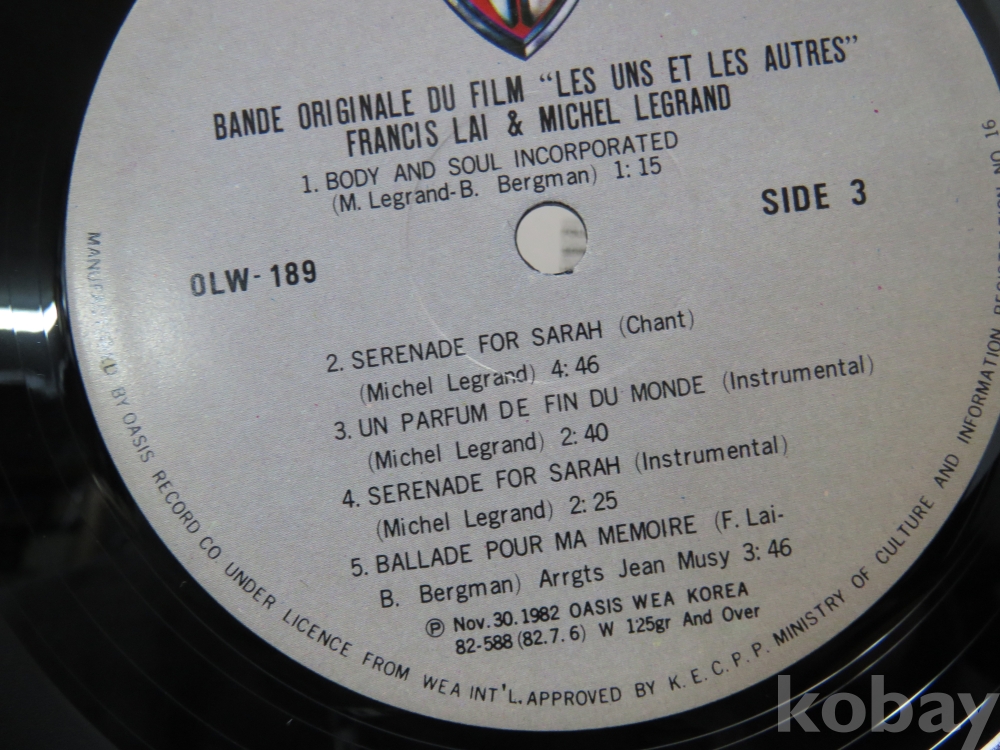 BANDE ORIGINALE DU FILM “LES UNS ET LES AUTRES”
FRANCIS LAI & MICHEL LEGRAND
1. BODY AND SOUL INCORPORATED
(M. Legrand-B. Bergman) 1:15
SIDE 3
OLW-189
2. SERENADE FOR SARAH (Chant)
(Michel Legrand) 4:46
3. UN PARFUM DE FIN DU MONDE (Instrumental)
(Michel Legrand) 2:40
4. SERENADE FOR SARAH (Instrumental)
(Michel Legrand) 2:25
5. BALLADE POUR MA MEMOIRE (F. Lai-
B. Bergman) Arrgts Jean Musy 3:46
Ⓟ Nov.30.1982 OASIS WEA KOREA
82-588 (82.7.6) W 125gr And Over
BY OASIS RECORD CO. UNDER LICENCE FROM WEA INT'L. APPROVED BY K. E. C. P. P. MINISTRY OF CULTURE AND INFORMATION NO 16
kobay